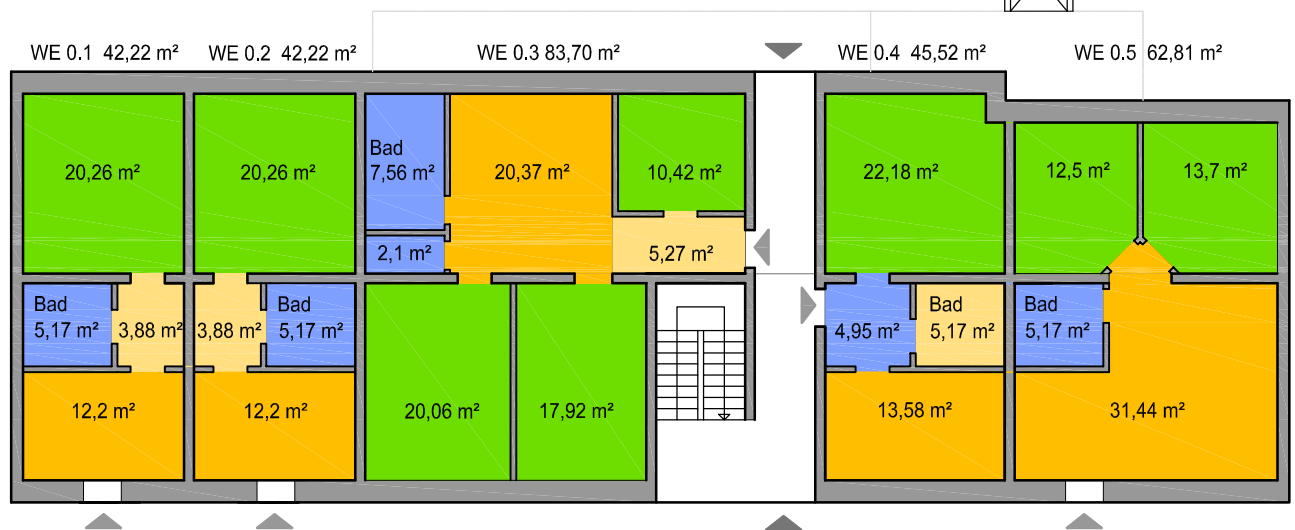 WE 0.1 42,22 m²
WE 0.2 42,22 m²
WE 0.3 83,70 m²
WE 0.4 45,52 m²
WE 0.5 62,81 m²
20,26 m²
20,26 m²
Bad
7,56 m²
20,37 m²
10,42 m²
22,18 m²
12,5 m²
13,7 m²
2,1 m²
5,27 m²
Bad
5,17 m²
3,88 m²
3,88 m²
Bad
5,17 m²
4,95 m²
Bad
5,17 m²
Bad
5,17 m²
12,2 m²
12,2 m²
20,06 m²
17,92 m²
13,58 m²
31,44 m²